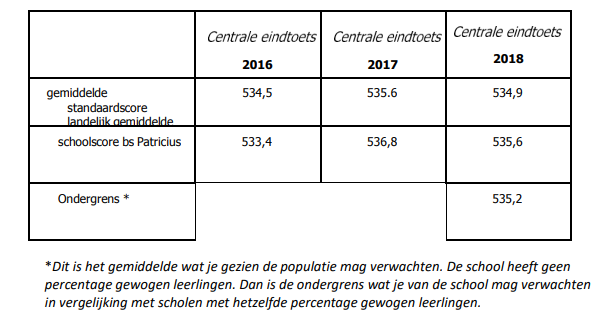 Centrale eindtoets Centrale eindtoets Centrale eindtoets
2016 2017 2018
gemiddelde 534,5 535.6 534,9
standaardscore
landelijk gemiddelde
schoolscore bs Patricius 533,4 536,8 535,6
Ondergrens * 535,2
*Dit is het gemiddelde wat je gezien de populatie mag verwachten. De school heeft geen
percentage gewogen leerlingen. Dan is de ondergrens wat je van de school mag verwachten
in vergelijking met scholen met hetzelfde percentage gewogen leerlingen.